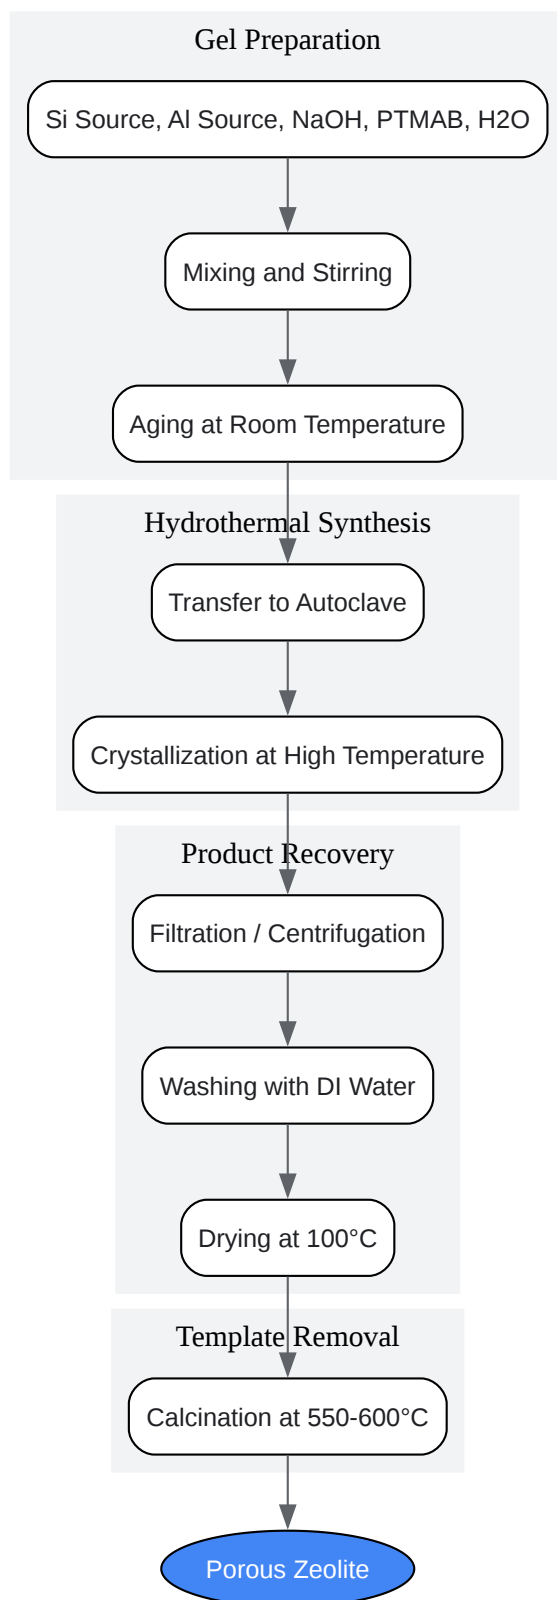 Gel Preparation
Si Source, Al Source, NaOH, PTMAB, H2O
Mixing and Stirring
Aging at Room Temperature
Hydrothermal Synthesis
Transfer to Autoclave
Crystallization at High Temperature
Product Recovery
Filtration / Centrifugation
Washing with DI Water
Drying at 100°C
Template Removal
Calcination at 550-600°C
Porous Zeolite